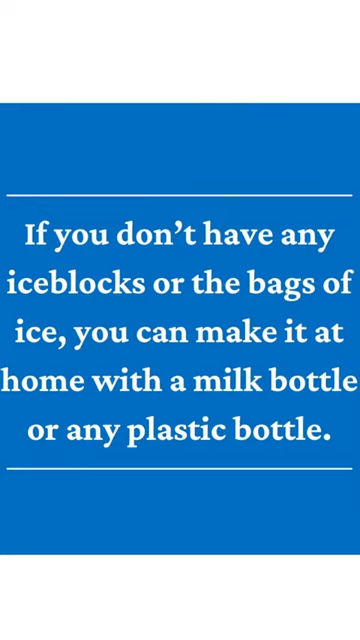 If you don’t have any
iceblocks or the bags of
ice, you can make it at
home with a milk bottle
or any plastic bottle.